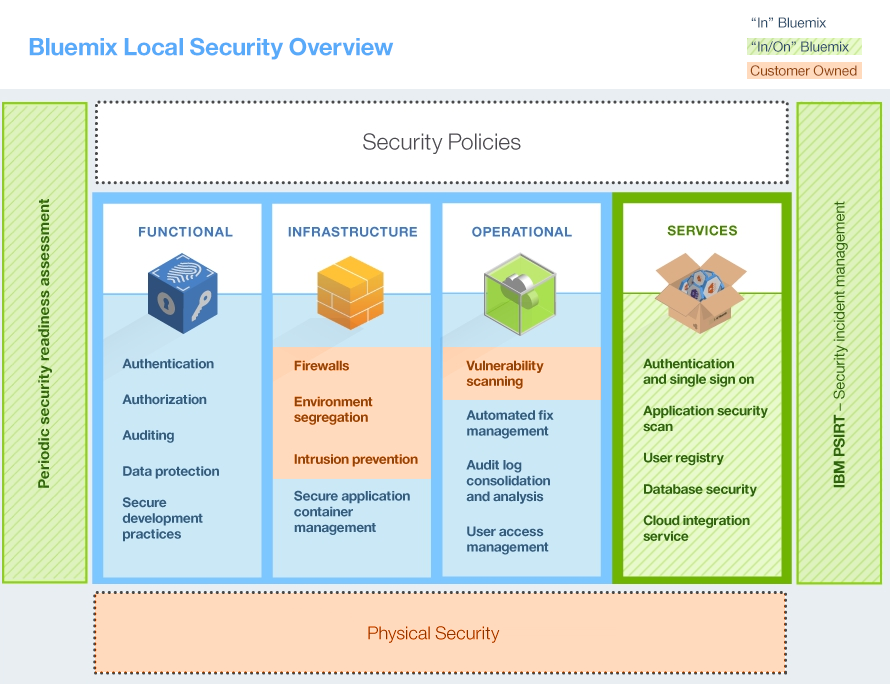 Bluemix Local Security Overview
“In” Bluemix
“In/On” Bluemix
Customer Owned
Periodic security readiness assessment
Security Policies
FUNCTIONAL
Authentication
Authorization
Auditing
Data protection
Secure
development
practices
INFRASTRUCTURE
Firewalls
Environment
segregation
Intrusion prevention
Secure application
container
management
OPERATIONAL
Vulnerability
scanning
Automated fix
management
Audit log
consolidation
and analysis
User access
management
SERVICES
Authentication
and single sign on
Application security
scan
User registry
Database security
Cloud integration
service
IBM PSIRT – Security incident management
Physical Security